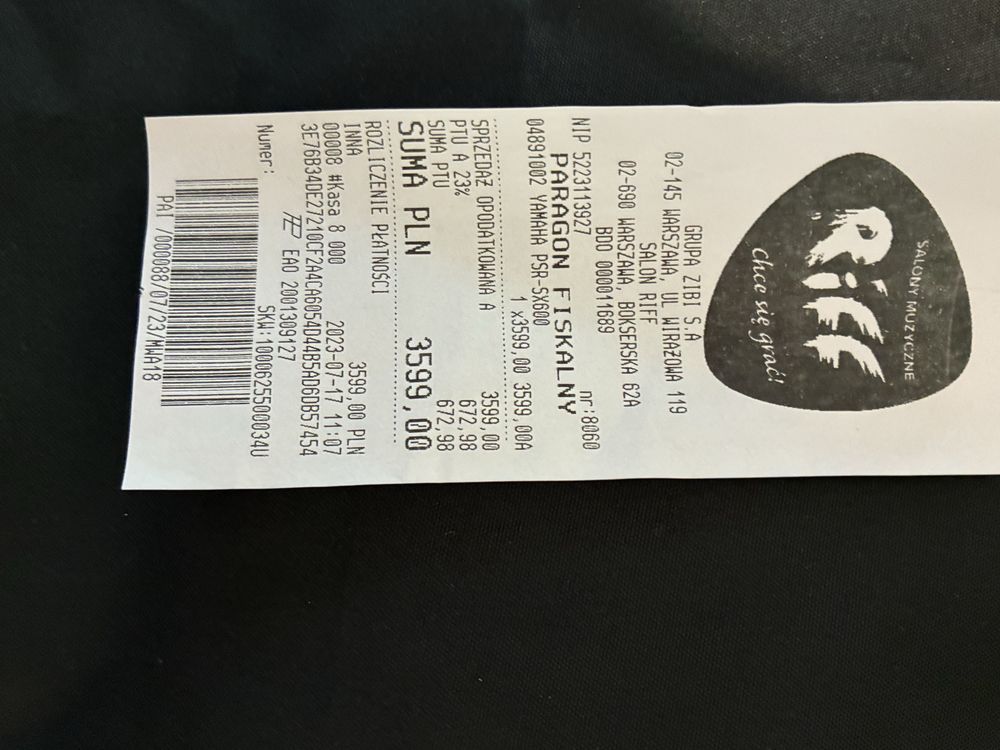 SALONY MUZYCZNE
Riff
chce się grać!
GRUPA ZIBI S.A
02-145 WARSZAWA, UL WIRAŻOWA 119
SALON RIFF
02-690 WARSZAWA, BOKSERSKA 62A
BDO 000011689
NIP 5223113927 nr:8060
PARAGON FISKALNY
04891002 YAMAHA PSR-SX600
1 x3599,00 3599,00A
SPRZEDAŻ OPODATKOWANA A 3599,00
PTU A 23% 672,98
SUMA PTU 672,98
SUMA PLN 3599,00
ROZLICZENIE PŁATNOŚCI
INNA 3599,00 PLN
00008 #Kasa 8 000 2023-07-17 11:07
3E76B34DE27210CF2A4CA6054D44B5AD6DB57454
EAO 2001309127
Numer: SKW:100062550034U
PAI /000088/07/23/MWA18